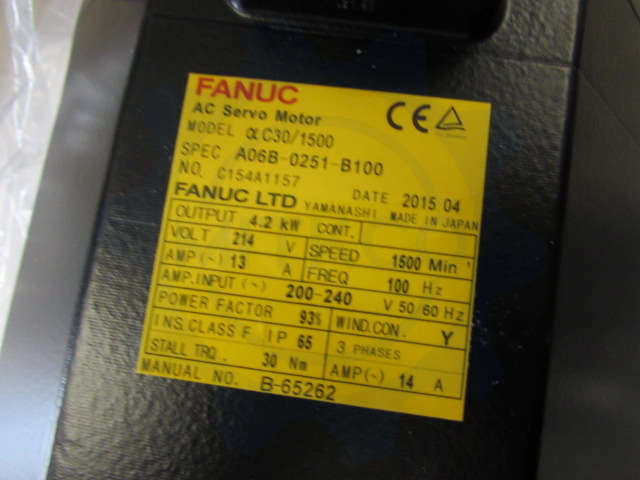 FANUC
AC Servo Motor
MODEL αC30/1500
SPEC A06B-0251-B100
NO. C154A1157
DATE 2015.04
FANUC LTD YAMANASHI MADE IN JAPAN
OUTPUT 4.2 kW CONT.
VOLT 214 V SPEED 1500 Min⁻¹
AMP(~) 13 A FREQ 100 Hz
AMP.INPUT (~) 200-240 V 50/60 Hz
POWER FACTOR 93% WIND.CON. Y
INS.CLASS F IP 65 3 PHASES
STALL TRQ. 30 Nm AMP(~) 14 A
MANUAL NO. B-65262